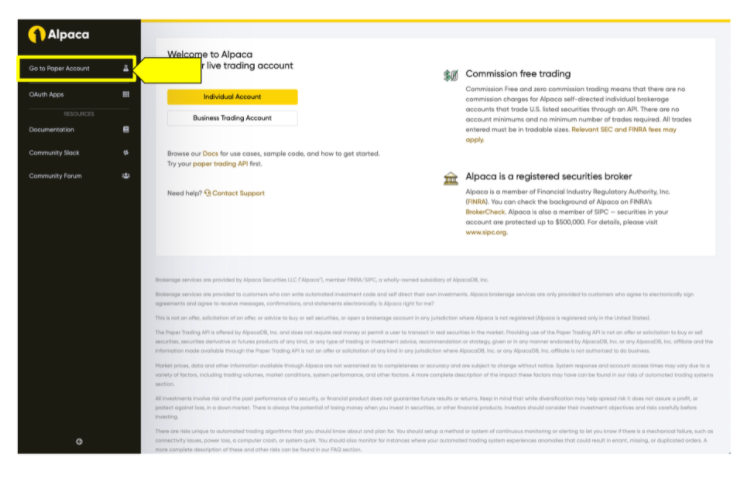 Alpaca
Go to Paper Account
OAuth Apps
RESOURCES
Documentation
Community Slack
Community Forum
Welcome to Alpaca
r live trading account
Individual Account
Business Trading Account
Browse our Docs for use cases, sample code, and how to get started.
Try your paper trading API first.
Need help? Contact Support
Commission free trading
Commission Free and zero commission trading means that there are no
commission charges for Alpaca self-directed individual brokerage
accounts that trade U.S. listed securities through an API. There are no
account minimums and no minimum number of trades required. All trades
entered must be in tradable sizes. Relevant SEC and FINRA fees may
apply.
Alpaca is a registered securities broker
Alpaca is a member of Financial Industry Regulatory Authority, Inc.
(FINRA). You can check the background of Alpaca on FINRA's
BrokerCheck. Alpaca is also a member of SIPC – securities in your
account are protected up to $500,000. For details, please visit
www.sipc.org.
Brokerage services are provided by Alpaca Securities LLC ("Alpaca"), member FINRA/SIPC, a wholly-owned subsidiary of AlpacaDB, Inc.
Brokerage services are provided to customers who can write automated investment code and self direct their own investments. Alpaca brokerage services are only provided to customers who agree to electronically sign
agreements and agree to receive messages, confirmations, and statements electronically. Is Alpaca right for me?
This is not an offer, solicitation of an offer, or advice to buy or sell securities, or open a brokerage account in any jurisdiction where Alpaca is not registered (Alpaca is registered only in the United States).
The Paper Trading API is offered by AlpacaDB, Inc. and does not require real money or permit a user to transact in real securities in the market. Providing use of the Paper Trading API is not an offer or solicitation to buy or sell
securities, securities derivative or futures products of any kind, or any type of trading or investment advice, recommendation or strategy, given or in any manner endorsed by AlpacaDB, Inc. or any AlpacaDB, Inc. affiliate and the
information made available through the Paper Trading API is not an offer or solicitation of any kind in any jurisdiction where AlpacaDB, Inc. or any AlpacaDB, Inc. affiliate is not authorized to do business.
Market prices, data and other information available through Alpaca are not warranted as to completeness or accuracy and are subject to change without notice. System response and account access times may vary due to a
variety of factors, including trading volumes, market conditions, system performance, and other factors. A more complete description of the impact these factors may have can be found in our risks of automated trading systems
section.
All investments involve risk and the past performance of a security, or financial product does not guarantee future results or returns. Keep in mind that while diversification may help spread risk it does not assure a profit, or
protect against loss, in a down market. There is always the potential of losing money when you invest in securities, or other financial products. Investors should consider their investment objectives and risks carefully before
investing.
There are risks unique to automated trading algorithms that you should know about and plan for. You should setup a method or system of continuous monitoring or alerting to let you know if there is a mechanical failure, such as
connectivity issues, power loss, a computer crash, or system quirk. You should also monitor for instances where your automated trading system experiences anomalies that could result in errant, missing, or duplicated orders. A
more complete description of these and other risks can be found in our FAQ section.